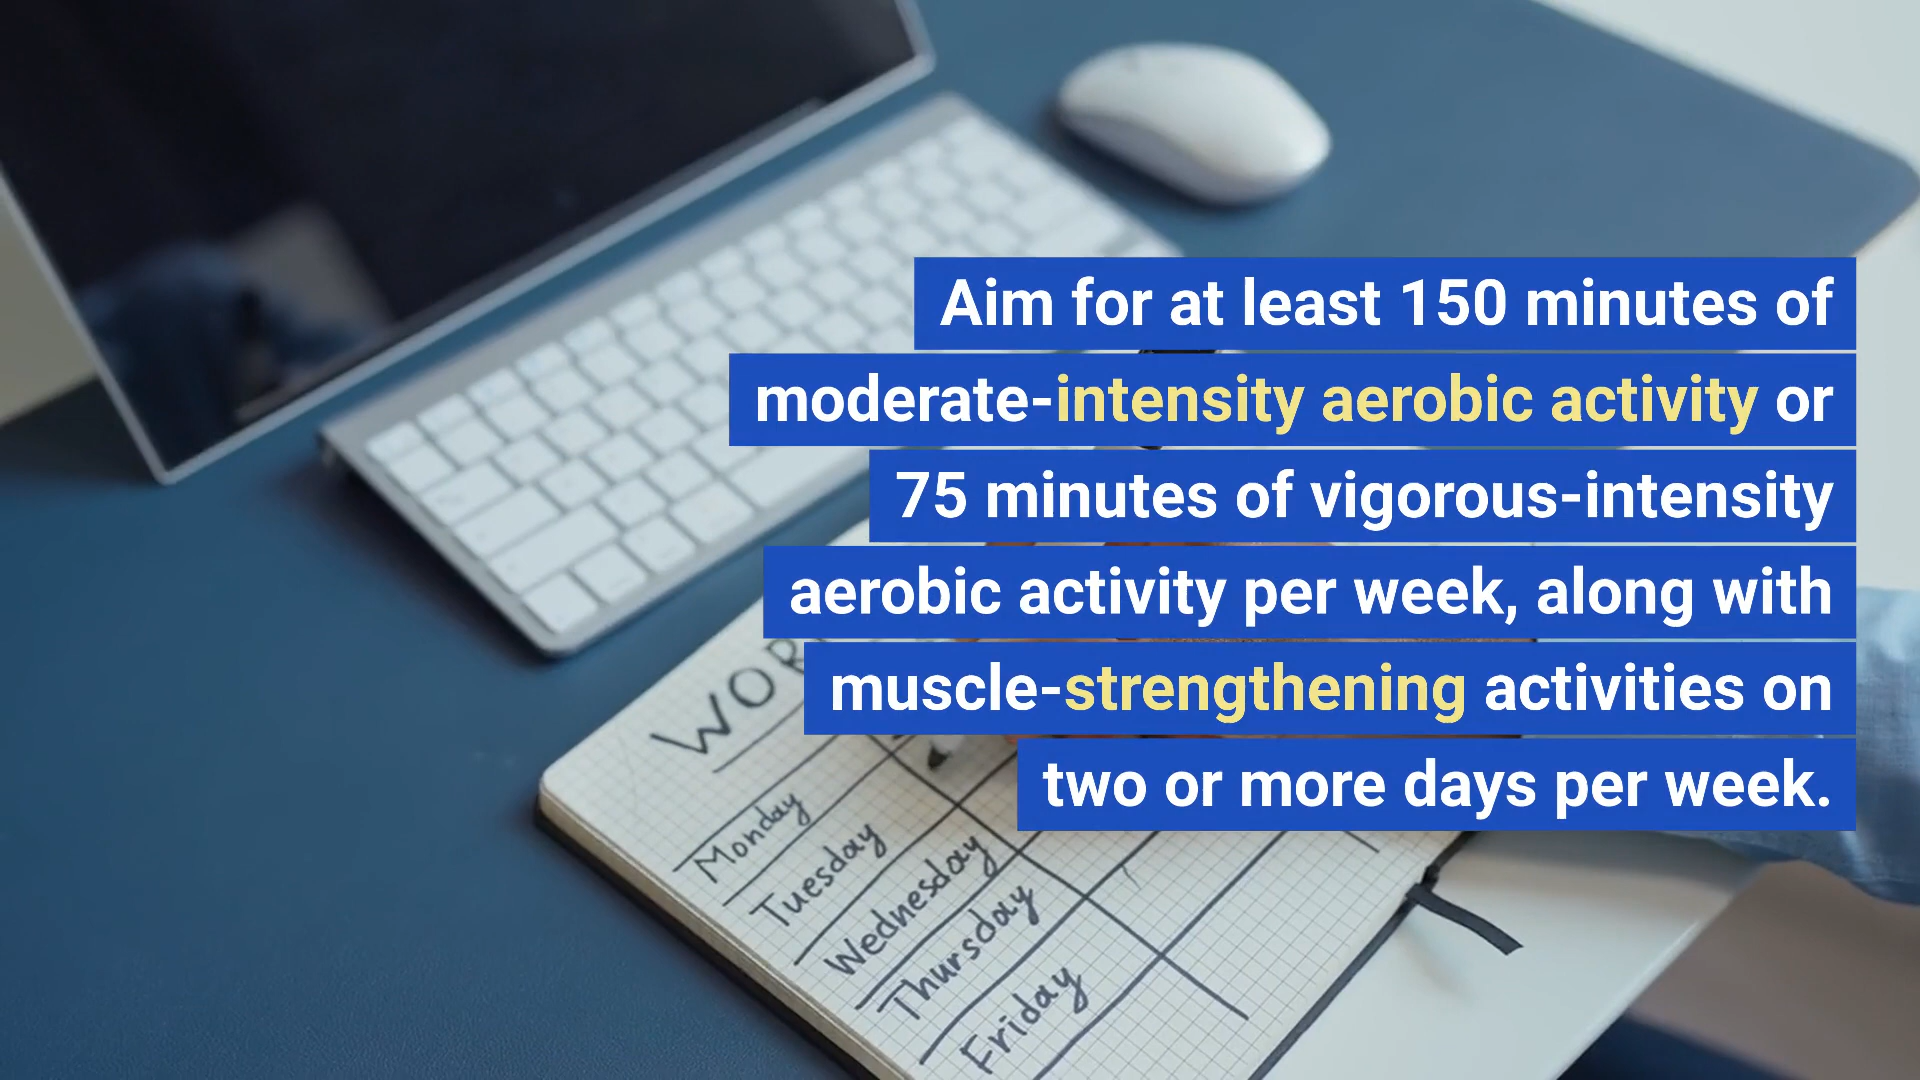 Aim for at least 150 minutes of
moderate-intensity aerobic activity or
75 minutes of vigorous-intensity
aerobic activity per week, along with
muscle-strengthening activities on
two or more days per week.
Monday
Tuesday
Wednesday
Thursday
Friday